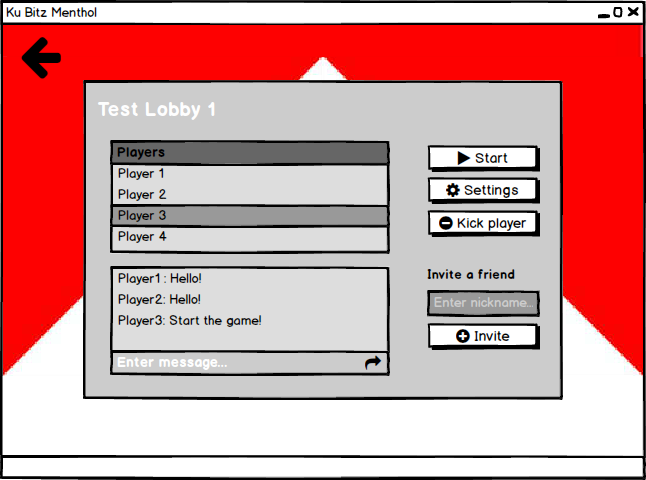 Ku Bitz Menthol
Test Lobby 1
Players
Player 1
Player 2
Player 3
Player 4
Start
Settings
Kick player
Player1: Hello!
Player2: Hello!
Player3: Start the game!
Enter message...
Invite a friend
Enter nickname...
Invite